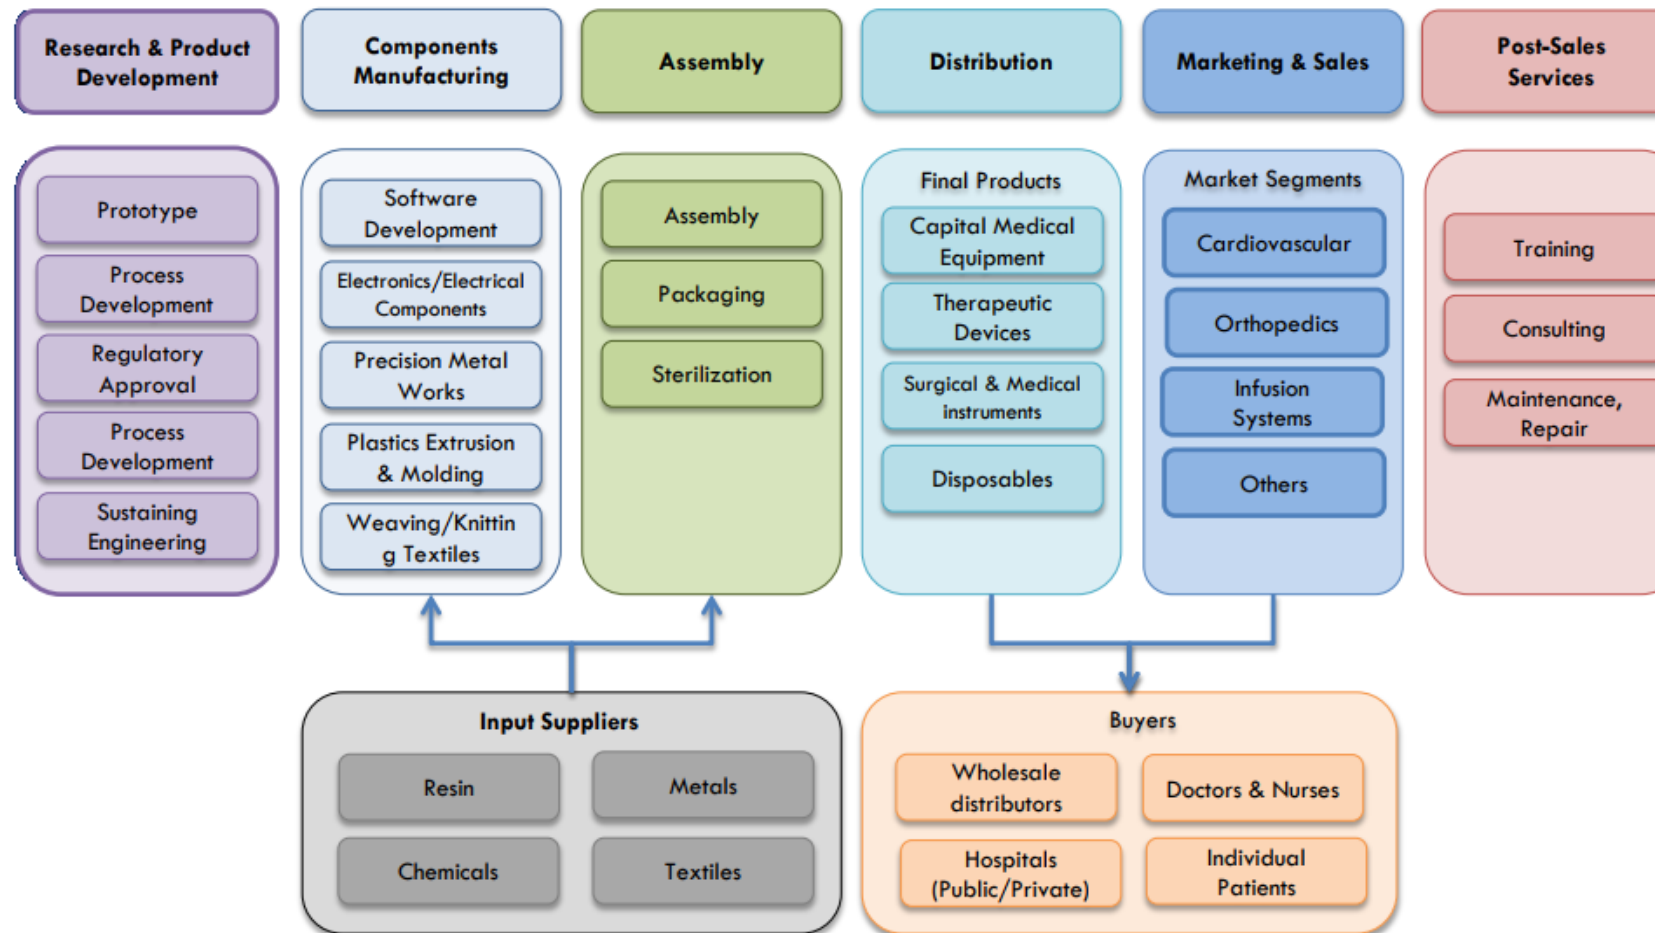 Research & Product
Development
Components
Manufacturing
Assembly
Distribution
Marketing & Sales
Post-Sales
Services
Prototype
Process
Development
Regulatory
Approval
Process
Development
Sustaining
Engineering
Software
Development
Electronics/Electrical
Components
Precision Metal
Works
Plastics Extrusion
& Molding
Weaving/Knittin
g Textiles
Assembly
Packaging
Sterilization
Final Products
Capital Medical
Equipment
Therapeutic
Devices
Surgical & Medical
instruments
Disposables
Market Segments
Cardiovascular
Orthopedics
Infusion
Systems
Others
Training
Consulting
Maintenance,
Repair
Input Suppliers
Resin
Metals
Chemicals
Textiles
Buyers
Wholesale
distributors
Doctors & Nurses
Hospitals
(Public/Private)
Individual
Patients